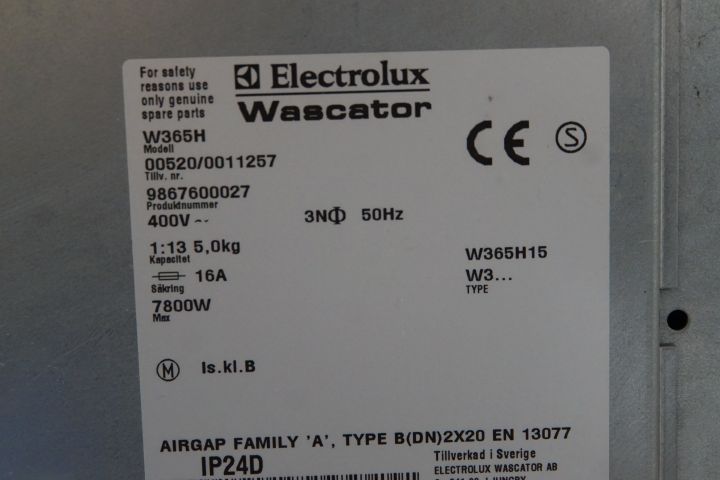 For safety
reasons use
only genuine
spare parts
Electrolux
Wascator
W365H
Modell
00520/0011257
Tillv. nr.
9867600027
Produktnummer
400V ~ 3NΦ 50Hz
1:13 5,0kg
Kapacitet
16A
Säkring
7800W
Max
CE S
W365H15
W3...
TYPE
M Is.kl.B
AIRGAP FAMILY 'A', TYPE B(DN)2X20 EN 13077
IP24D
Tillverkad i Sverige
ELECTROLUX WASCATOR AB